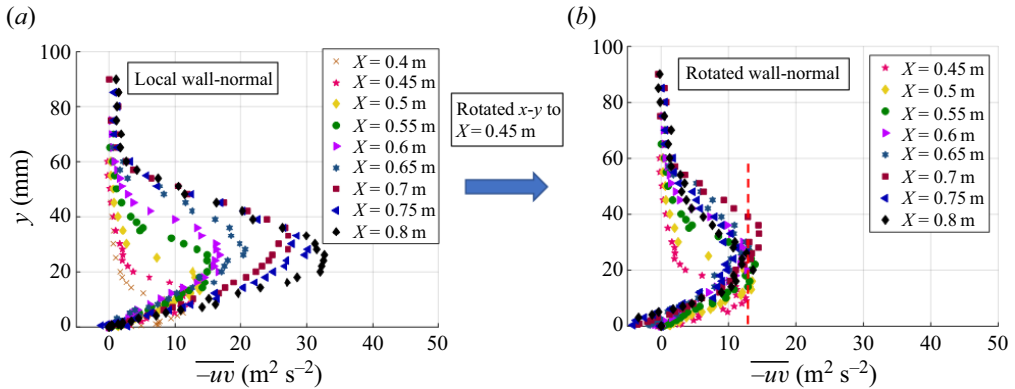 (a)
(b)
100
80
60
40
20
0
y (mm)
0
10
20
30
40
50
−uv (m² s⁻²)
Local wall-normal
X = 0.4 m
X = 0.45 m
X = 0.5 m
X = 0.55 m
X = 0.6 m
X = 0.65 m
X = 0.7 m
X = 0.75 m
X = 0.8 m
Rotated x-y to
X = 0.45 m
100
80
60
40
20
0
0
10
20
30
40
50
−uv (m² s⁻²)
Rotated wall-normal
X = 0.45 m
X = 0.5 m
X = 0.55 m
X = 0.6 m
X = 0.65 m
X = 0.7 m
X = 0.75 m
X = 0.8 m